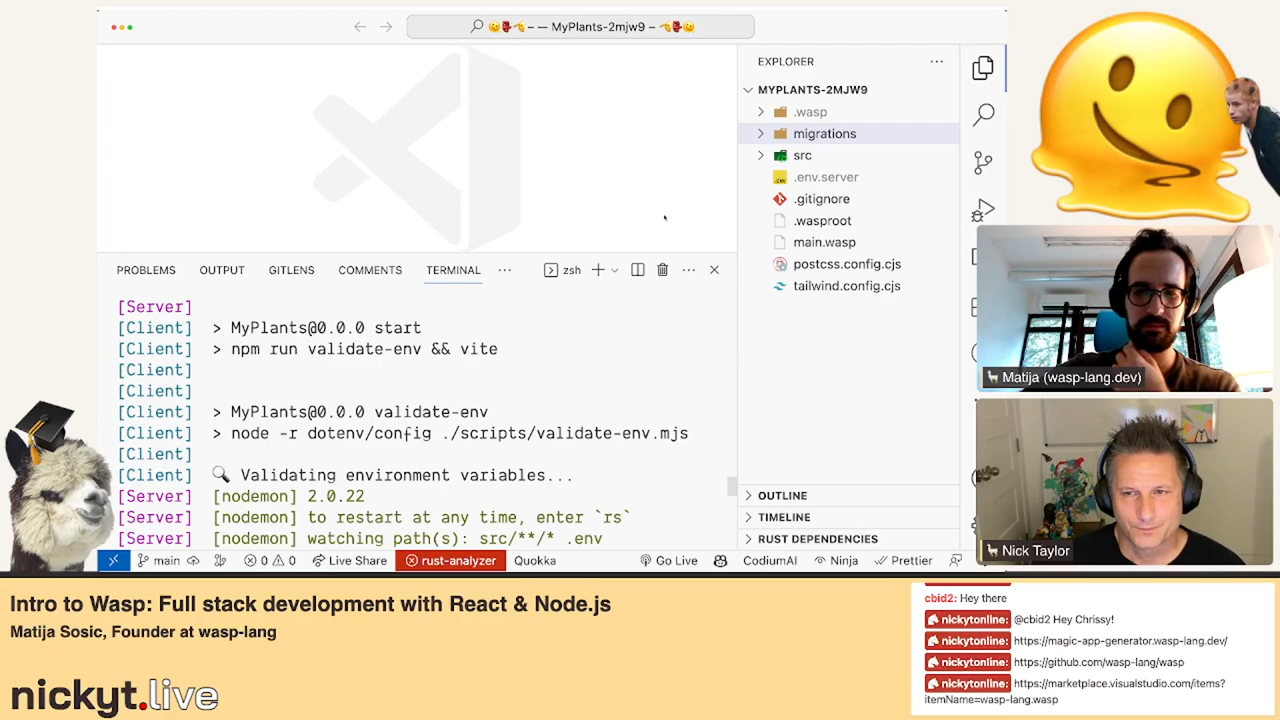 — — MyPlants-2mjw9 –
EXPLORER
MYPLANTS-2MJW9
.wasp
migrations
src
.env.server
.gitignore
.wasproot
main.wasp
postcss.config.cjs
tailwind.config.cjs
OUTLINE
TIMELINE
RUST DEPENDENCIES
PROBLEMS OUTPUT GITLENS COMMENTS TERMINAL zsh
[Server]
[Client] > MyPlants@0.0.0 start
[Client] > npm run validate-env && vite
[Client]
[Client]
[Client] > MyPlants@0.0.0 validate-env
[Client] > node -r dotenv/config ./scripts/validate-env.mjs
[Client]
[Client] 🔍 Validating environment variables...
[Server] [nodemon] 2.0.22
[Server] [nodemon] to restart at any time, enter `rs`
[Server] [nodemon] watching path(s): src/**/* .env
main 0 0 Live Share rust-analyzer Quokka Go Live CodiumAI Ninja Prettier
Matija (wasp-lang.dev)
Nick Taylor
Intro to Wasp: Full stack development with React & Node.js
Matija Sosic, Founder at wasp-lang
nickyt.live
cbid2: Hey there
nickytonline: @cbid2 Hey Chrissy!
nickytonline: https://magic-app-generator.wasp-lang.dev/
nickytonline: https://github.com/wasp-lang/wasp
nickytonline: https://marketplace.visualstudio.com/items?
itemName=wasp-lang.wasp